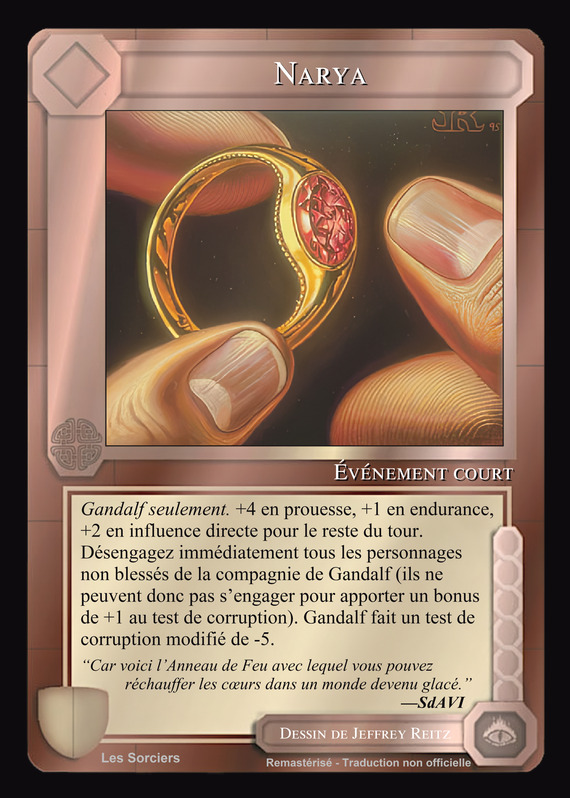 NARYA
JR 95
ÉVÉNEMENT COURT
Gandalf seulement. +4 en prouesse, +1 en endurance,
+2 en influence directe pour le reste du tour.
Désengagez immédiatement tous les personnages
non blessés de la compagnie de Gandalf (ils ne
peuvent donc pas s’engager pour apporter un bonus
de +1 au test de corruption). Gandalf fait un test de
corruption modifié de -5.
“Car voici l’Anneau de Feu avec lequel vous pouvez
réchauffer les cœurs dans un monde devenu glacé.”
—SdAVI
DESSIN DE JEFFREY REITZ
Les Sorciers
Remastérisé - Traduction non officielle